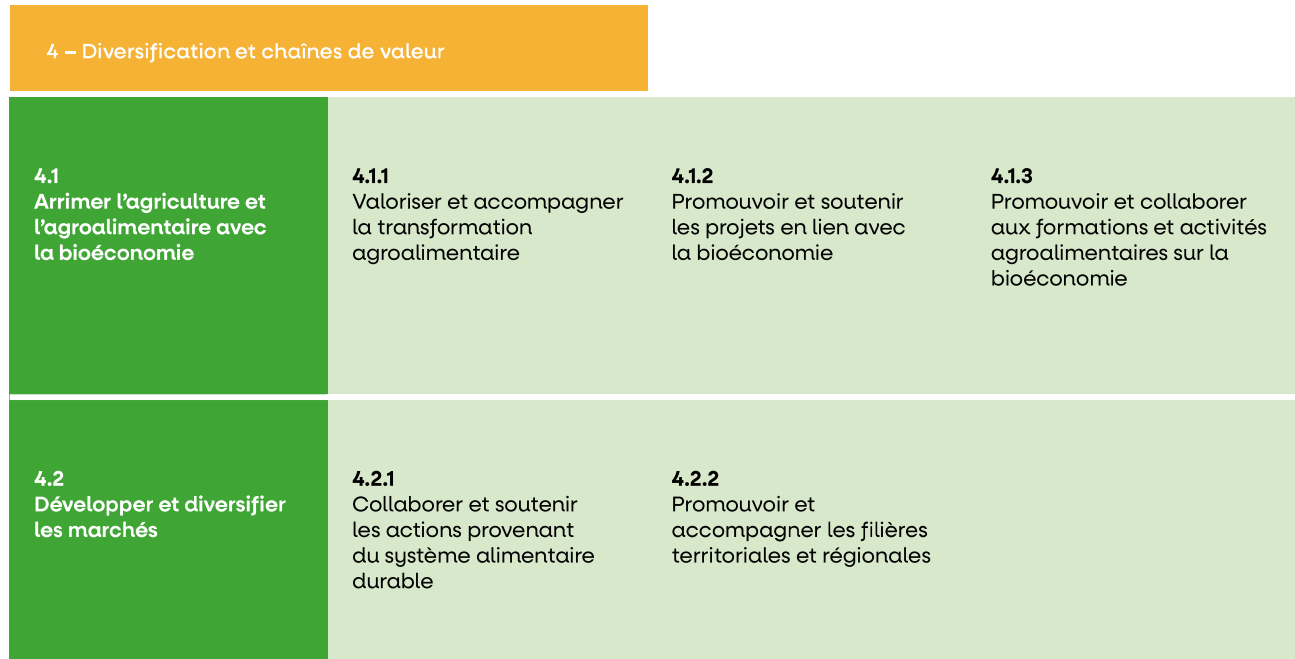 4 – Diversification et chaînes de valeur
4.1
Arrimer l’agriculture et
l’agroalimentaire avec
la bioéconomie
4.1.1
Valoriser et accompagner
la transformation
agroalimentaire
4.1.2
Promouvoir et soutenir
les projets en lien avec
la bioéconomie
4.1.3
Promouvoir et collaborer
aux formations et activités
agroalimentaires sur la
bioéconomie
4.2
Développer et diversifier
les marchés
4.2.1
Collaborer et soutenir
les actions provenant
du système alimentaire
durable
4.2.2
Promouvoir et
accompagner les filières
territoriales et régionales